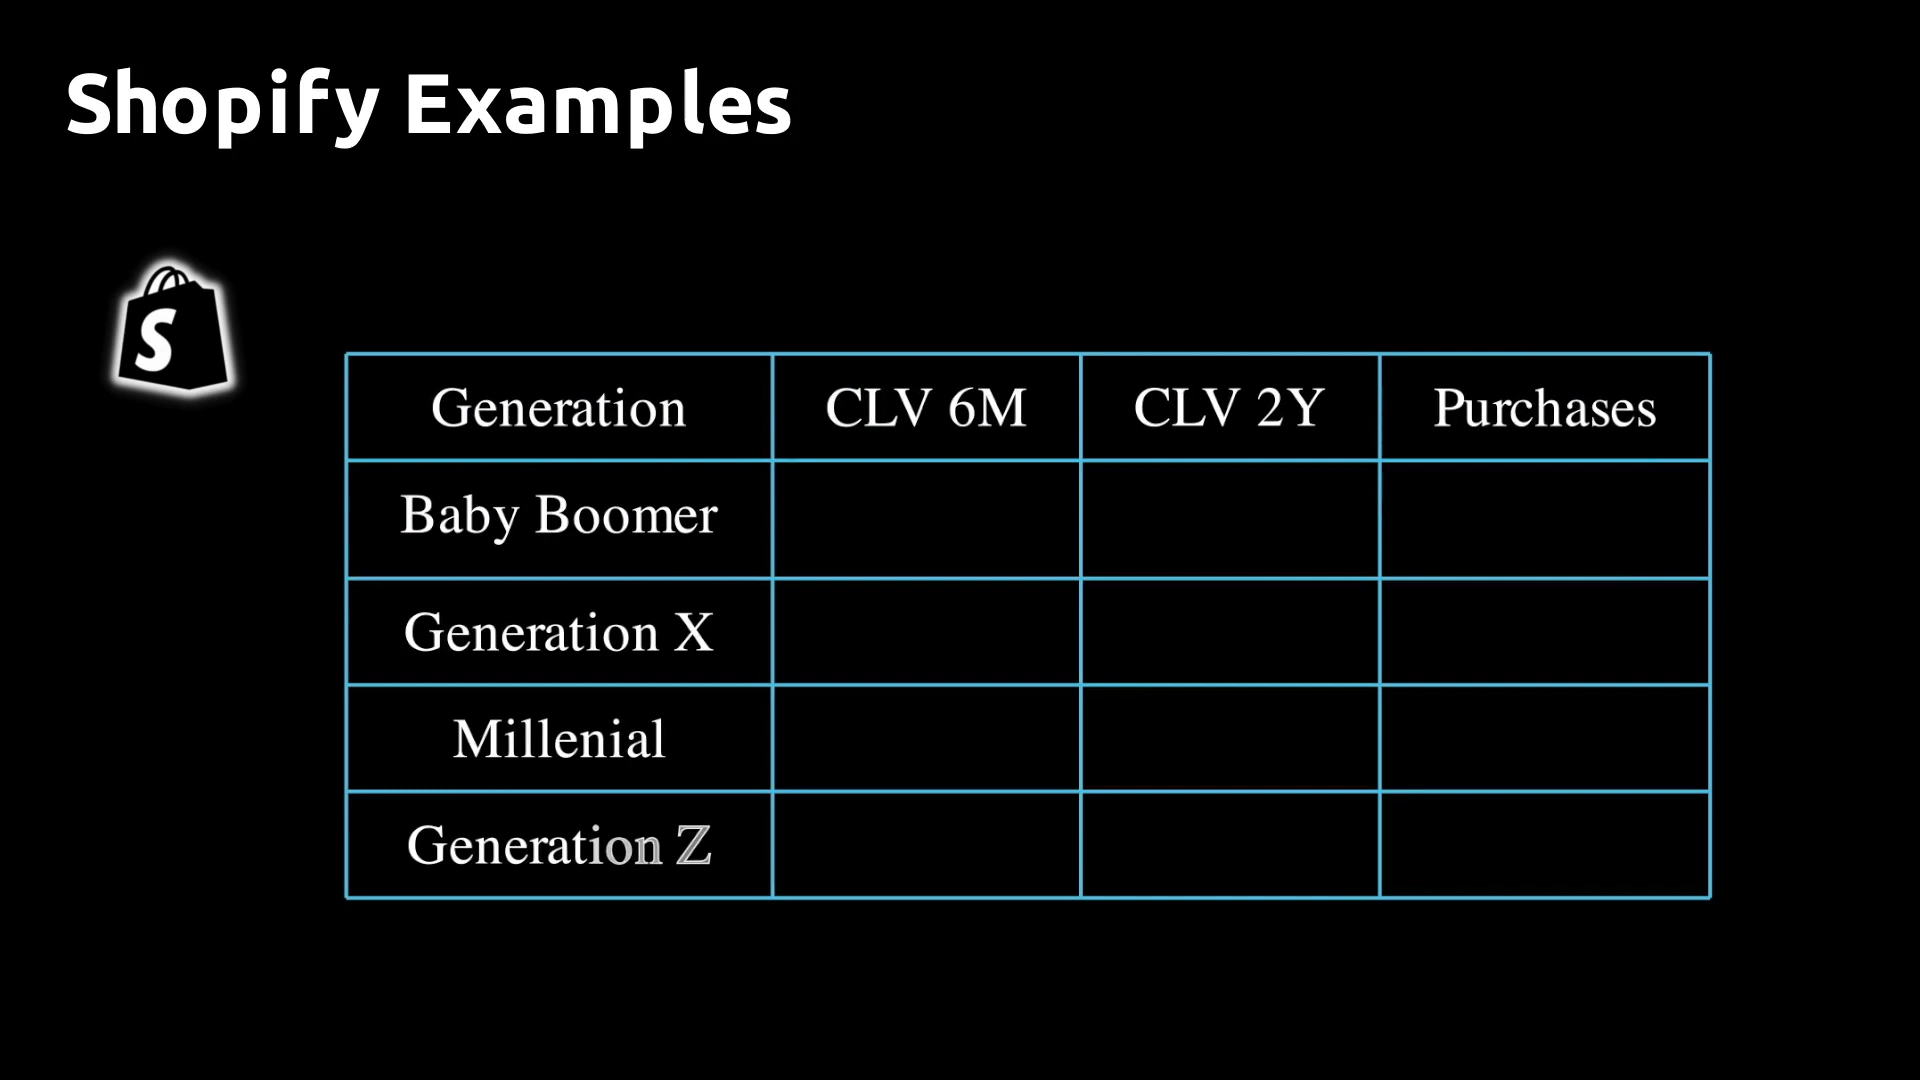 Shopify Examples
S
Generation CLV 6M CLV 2Y Purchases
Baby Boomer
Generation X
Millenial
Generation Z